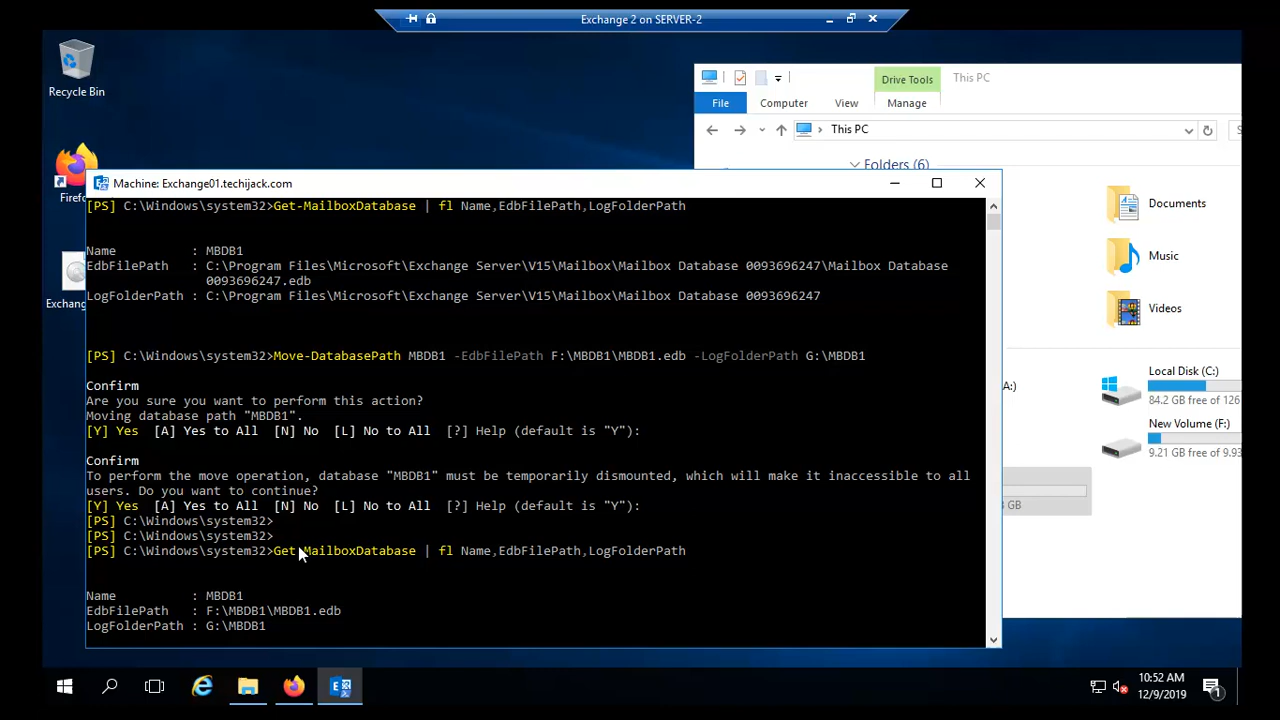 Exchange 2 on SERVER-2
Recycle Bin
This PC
Drive Tools
File
Computer
View
Manage
This PC
Folders (6)
Firefo
Machine: Exchange01.techijack.com
Documents
Music
Videos
Exchang
[PS] C:\Windows\system32>Get-MailboxDatabase | fl Name,EdbFilePath,LogFolderPath
Name : MBDB1
EdbFilePath : C:\Program Files\Microsoft\Exchange Server\V15\Mailbox\Mailbox Database 0093696247\Mailbox Database
0093696247.edb
LogFolderPath : C:\Program Files\Microsoft\Exchange Server\V15\Mailbox\Mailbox Database 0093696247
[PS] C:\Windows\system32>Move-DatabasePath MBDB1 -EdbFilePath F:\MBDB1\MBDB1.edb -LogFolderPath G:\MBDB1
Confirm
Are you sure you want to perform this action?
Moving database path "MBDB1".
[Y] Yes [A] Yes to All [N] No [L] No to All [?] Help (default is "Y"):
Confirm
To perform the move operation, database "MBDB1" must be temporarily dismounted, which will make it inaccessible to all
users. Do you want to continue?
[Y] Yes [A] Yes to All [N] No [L] No to All [?] Help (default is "Y"):
[PS] C:\Windows\system32>
[PS] C:\Windows\system32>
[PS] C:\Windows\system32>Get-MailboxDatabase | fl Name,EdbFilePath,LogFolderPath
Name : MBDB1
EdbFilePath : F:\MBDB1\MBDB1.edb
LogFolderPath : G:\MBDB1
Local Disk (C:)
A:)
84.2 GB free of 126
New Volume (F:)
9.21 GB free of 9.93
GB
10:52 AM
12/9/2019
1